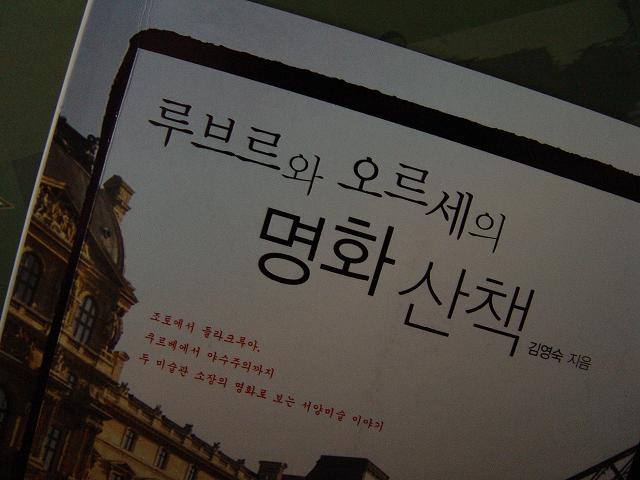 루브르와 오르세의
명화 산책
김영숙 지음
조토에서 들라크루아,
쿠르베에서 야수주의까지
두 미술관 소장의 명화로 보는 서양미술 이야기